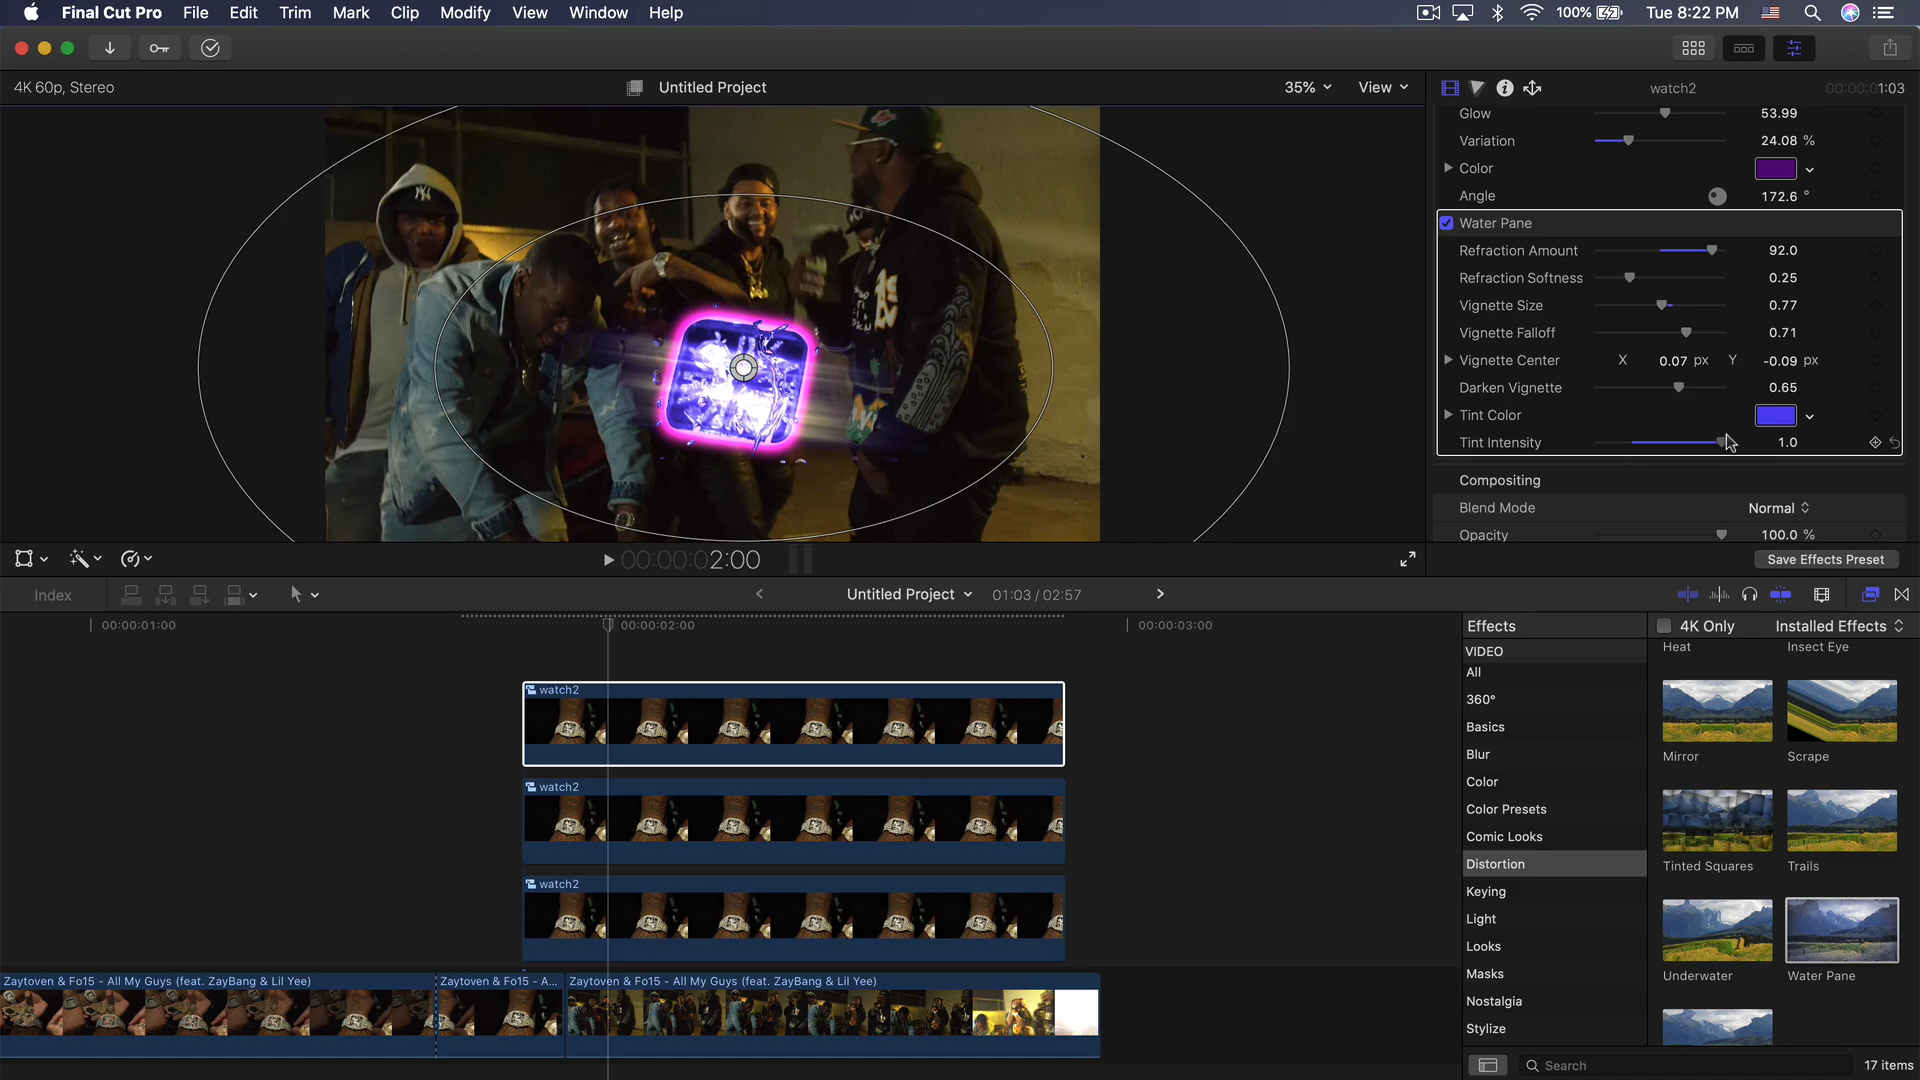 Final Cut Pro File Edit Trim Mark Clip Modify View Window Help 100% Tue 8:22 PM
4K 60p, Stereo Untitled Project 35% View watch2 00:00:01:03
Glow 53.99
Variation 24.08 %
Color
Angle 172.6 °
Water Pane
Refraction Amount 92.0
Refraction Softness 0.25
Vignette Size 0.77
Vignette Falloff 0.71
Vignette Center X 0.07 px Y -0.09 px
Darken Vignette 0.65
Tint Color
Tint Intensity 1.0
Compositing
Blend Mode Normal
Opacity 100.0 %
00:00:02:00 Save Effects Preset
Index Untitled Project 01:03 / 02:57
00:00:01:00 00:00:02:00 00:00:03:00
watch2
watch2
watch2
Zaytoven & Fo15 - All My Guys (feat. ZayBang & Lil Yee) Zaytoven & Fo15 - A... Zaytoven & Fo15 - All My Guys (feat. ZayBang & Lil Yee)
Effects 4K Only Installed Effects
VIDEO
All
360°
Basics
Blur
Color
Color Presets
Comic Looks
Distortion
Keying
Light
Looks
Masks
Nostalgia
Stylize
Heat Insect Eye
Mirror Scrape
Tinted Squares Trails
Underwater Water Pane
Search 17 items